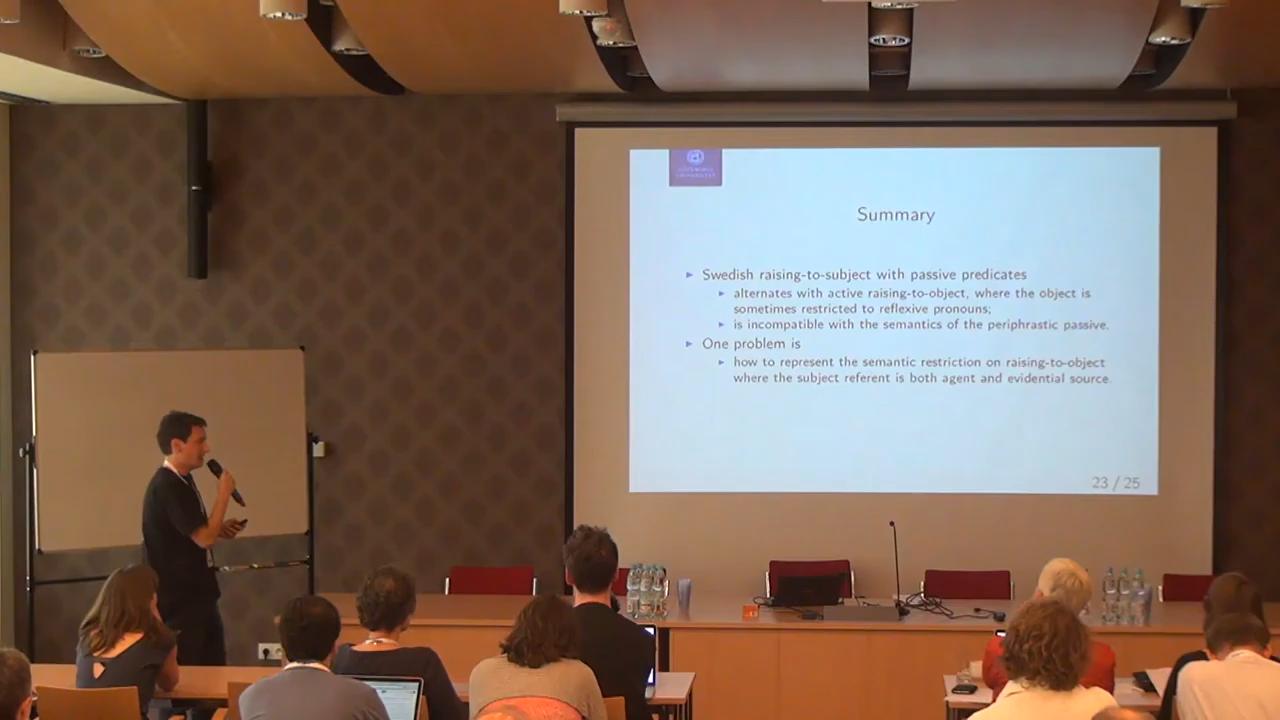 Summary
▸ Swedish raising-to-subject with passive predicates
▸ alternates with active raising-to-object, where the object is
sometimes restricted to reflexive pronouns;
▸ is incompatible with the semantics of the periphrastic passive.
▸ One problem is
▸ how to represent the semantic restriction on raising-to-object
where the subject referent is both agent and evidential source.
23 / 25